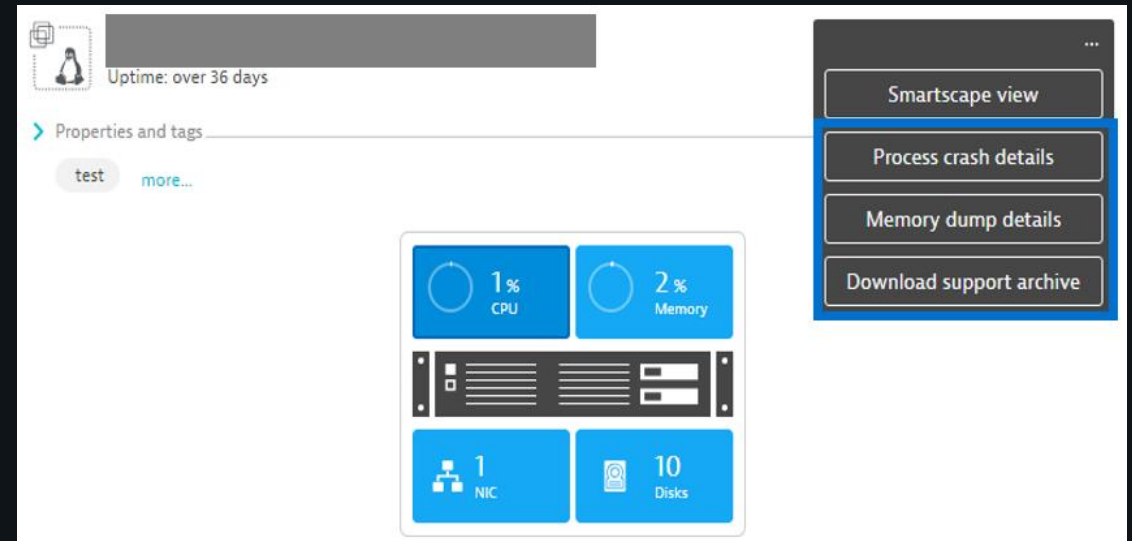 ...
Uptime: over 36 days
Smartscape view
Properties and tags
Process crash details
test more...
Memory dump details
Download support archive
1 %
CPU
2 %
Memory
1
NIC
10
Disks